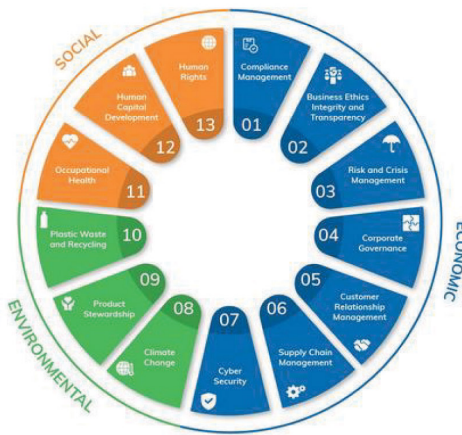 SOCIAL
ECONOMIC
ENVIRONMENTAL
Compliance
Management
01
Business Ethics
Integrity and
Transparency
02
Risk and Crisis
Management
03
Corporate
Governance
04
Customer
Relationship
Management
05
Supply Chain
Management
06
Cyber
Security
07
Climate
Change
08
Product
Stewardship
09
Plastic Waste
and Recycling
10
Occupational
Health
11
Human
Capital
Development
12
Human
Rights
13